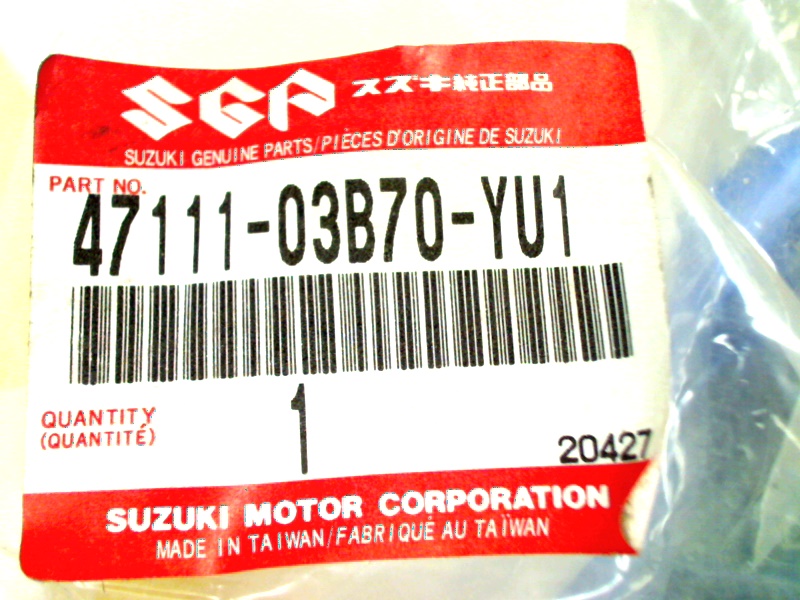 SGP スズキ純正部品
SUZUKI GENUINE PARTS/PIÈCES D'ORIGINE DE SUZUKI
PART NO.
47111-03B70-YU1
QUANTITY
(QUANTITÉ)
1
20427
SUZUKI MOTOR CORPORATION
MADE IN TAIWAN/FABRIQUÉ AU TAÏWAN